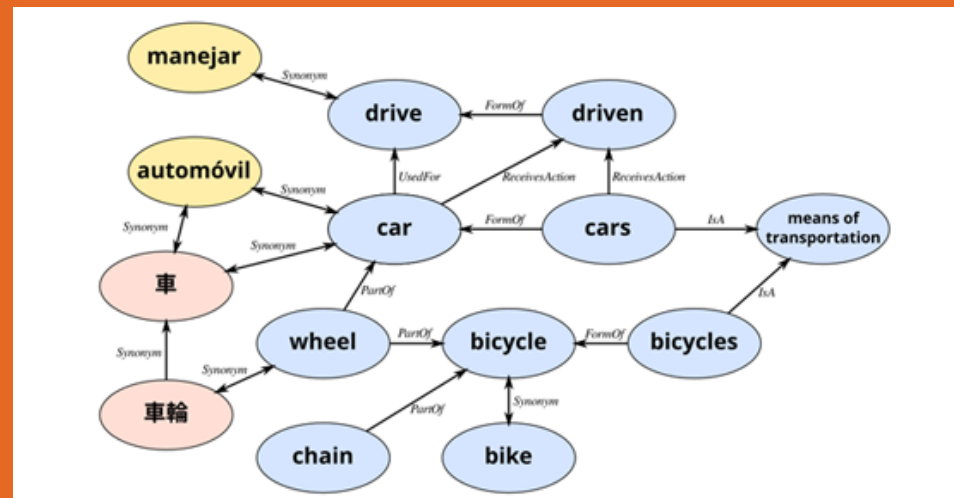 manejar
Synonym
drive
FormOf
driven
automóvil
Synonym
UsedFor
ReceivesAction
ReceivesAction
Synonym
car
FormOf
cars
IsA
means of
transportation
Synonym
車
PartOf
IsA
wheel
PartOf
bicycle
FormOf
bicycles
Synonym
Synonym
車輪
PartOf
Synonym
chain
bike